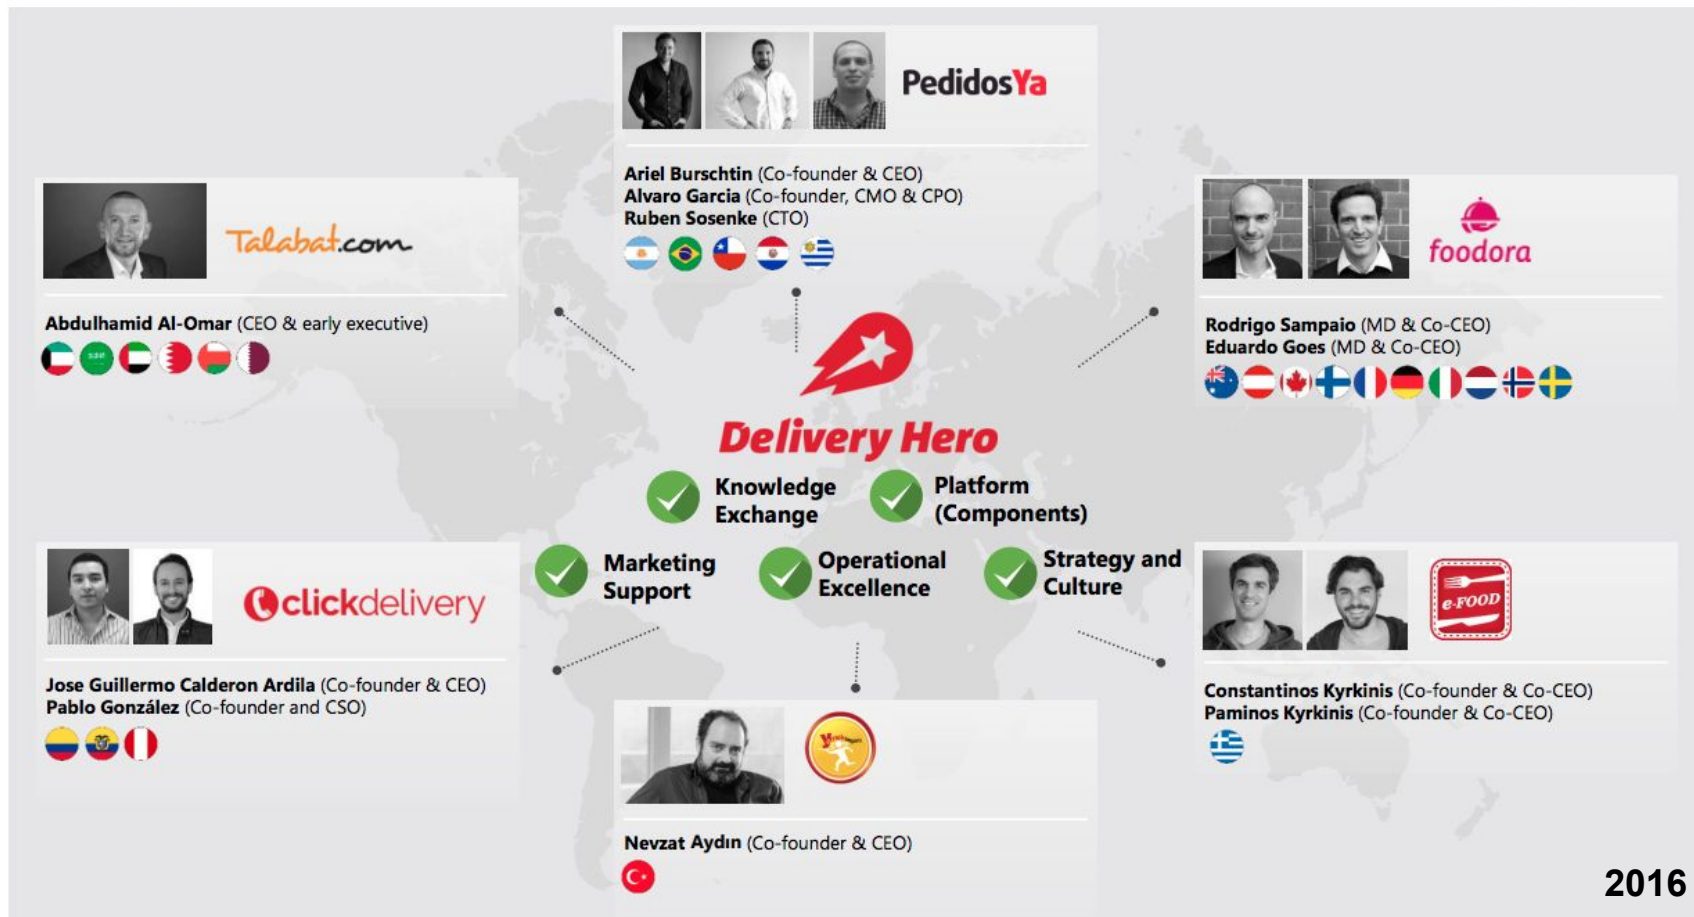 PedidosYa
Ariel Burschtin (Co-founder & CEO)
Alvaro Garcia (Co-founder, CMO & CPO)
Ruben Sosenke (CTO)
Talabat.com
Abdulhamid Al-Omar (CEO & early executive)
foodora
Rodrigo Sampaio (MD & Co-CEO)
Eduardo Goes (MD & Co-CEO)
Delivery Hero
Knowledge
Exchange
Platform
(Components)
Marketing
Support
Operational
Excellence
Strategy and
Culture
clickdelivery
Jose Guillermo Calderon Ardila (Co-founder & CEO)
Pablo González (Co-founder and CSO)
e-FOOD
Constantinos Kyrkinis (Co-founder & Co-CEO)
Paminos Kyrkinis (Co-founder & Co-CEO)
Nevzat Aydın (Co-founder & CEO)
2016